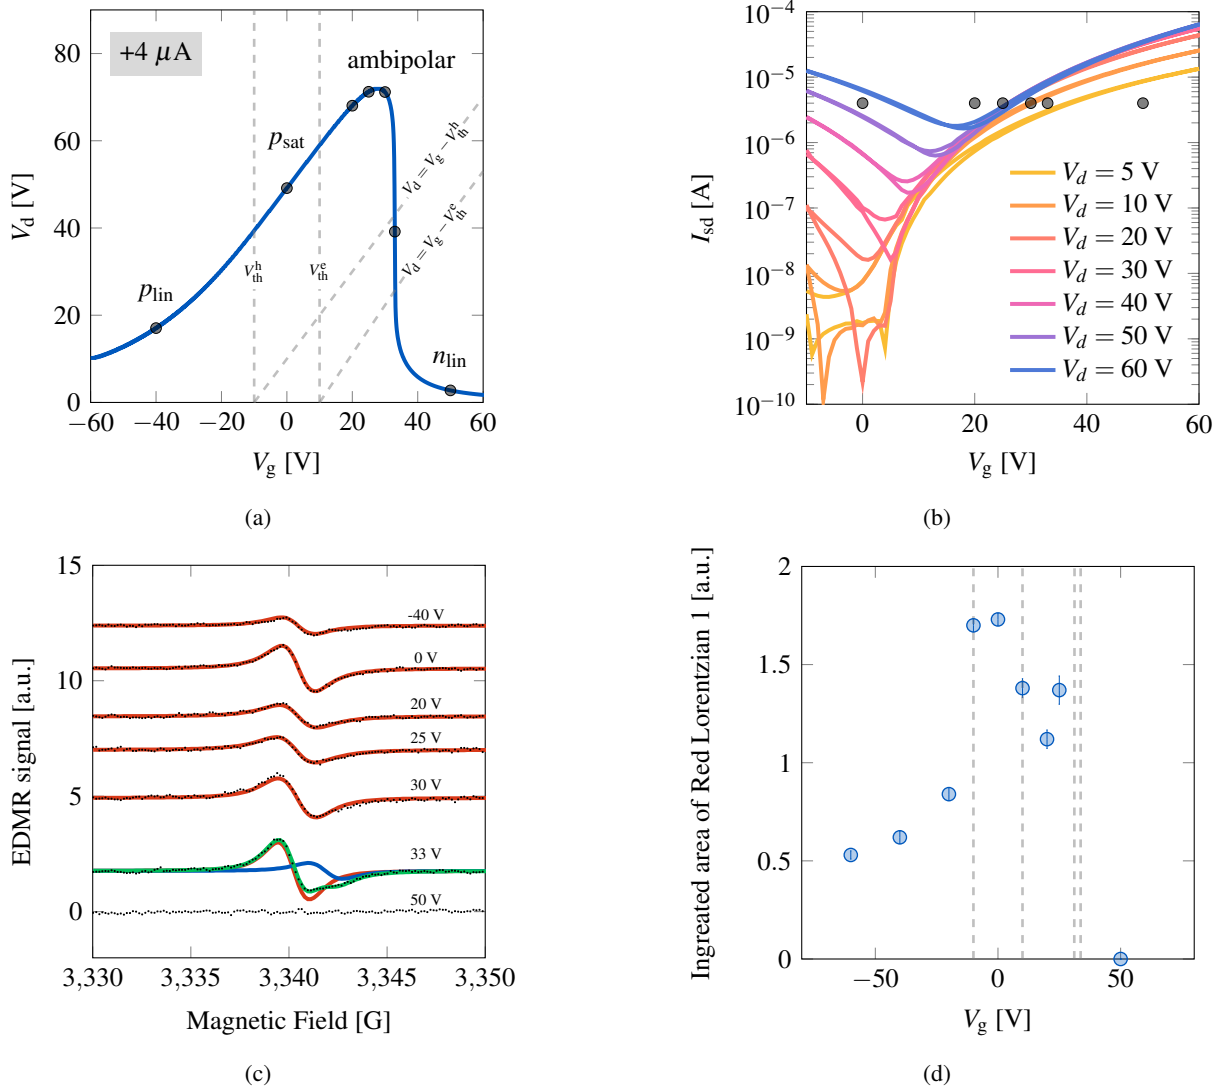 +4 μA
ambipolar
p_sat
p_lin
n_lin
V_th^h
V_th^e
V_d = V_g − V_th^h
V_d = V_g − V_th^e
80
60
40
20
0
−60 −40 −20 0 20 40 60
V_d [V]
V_g [V]
(a)
10^−4
10^−5
10^−6
10^−7
10^−8
10^−9
10^−10
I_sd [A]
V_d = 5 V
V_d = 10 V
V_d = 20 V
V_d = 30 V
V_d = 40 V
V_d = 50 V
V_d = 60 V
0 20 40 60
V_g [V]
(b)
15
10
5
0
EDMR signal [a.u.]
-40 V
0 V
20 V
25 V
30 V
33 V
50 V
3,330 3,335 3,340 3,345 3,350
Magnetic Field [G]
(c)
Ingreated area of Red Lorentzian 1 [a.u.]
2
1.5
1
0.5
0
−50 0 50
V_g [V]
(d)